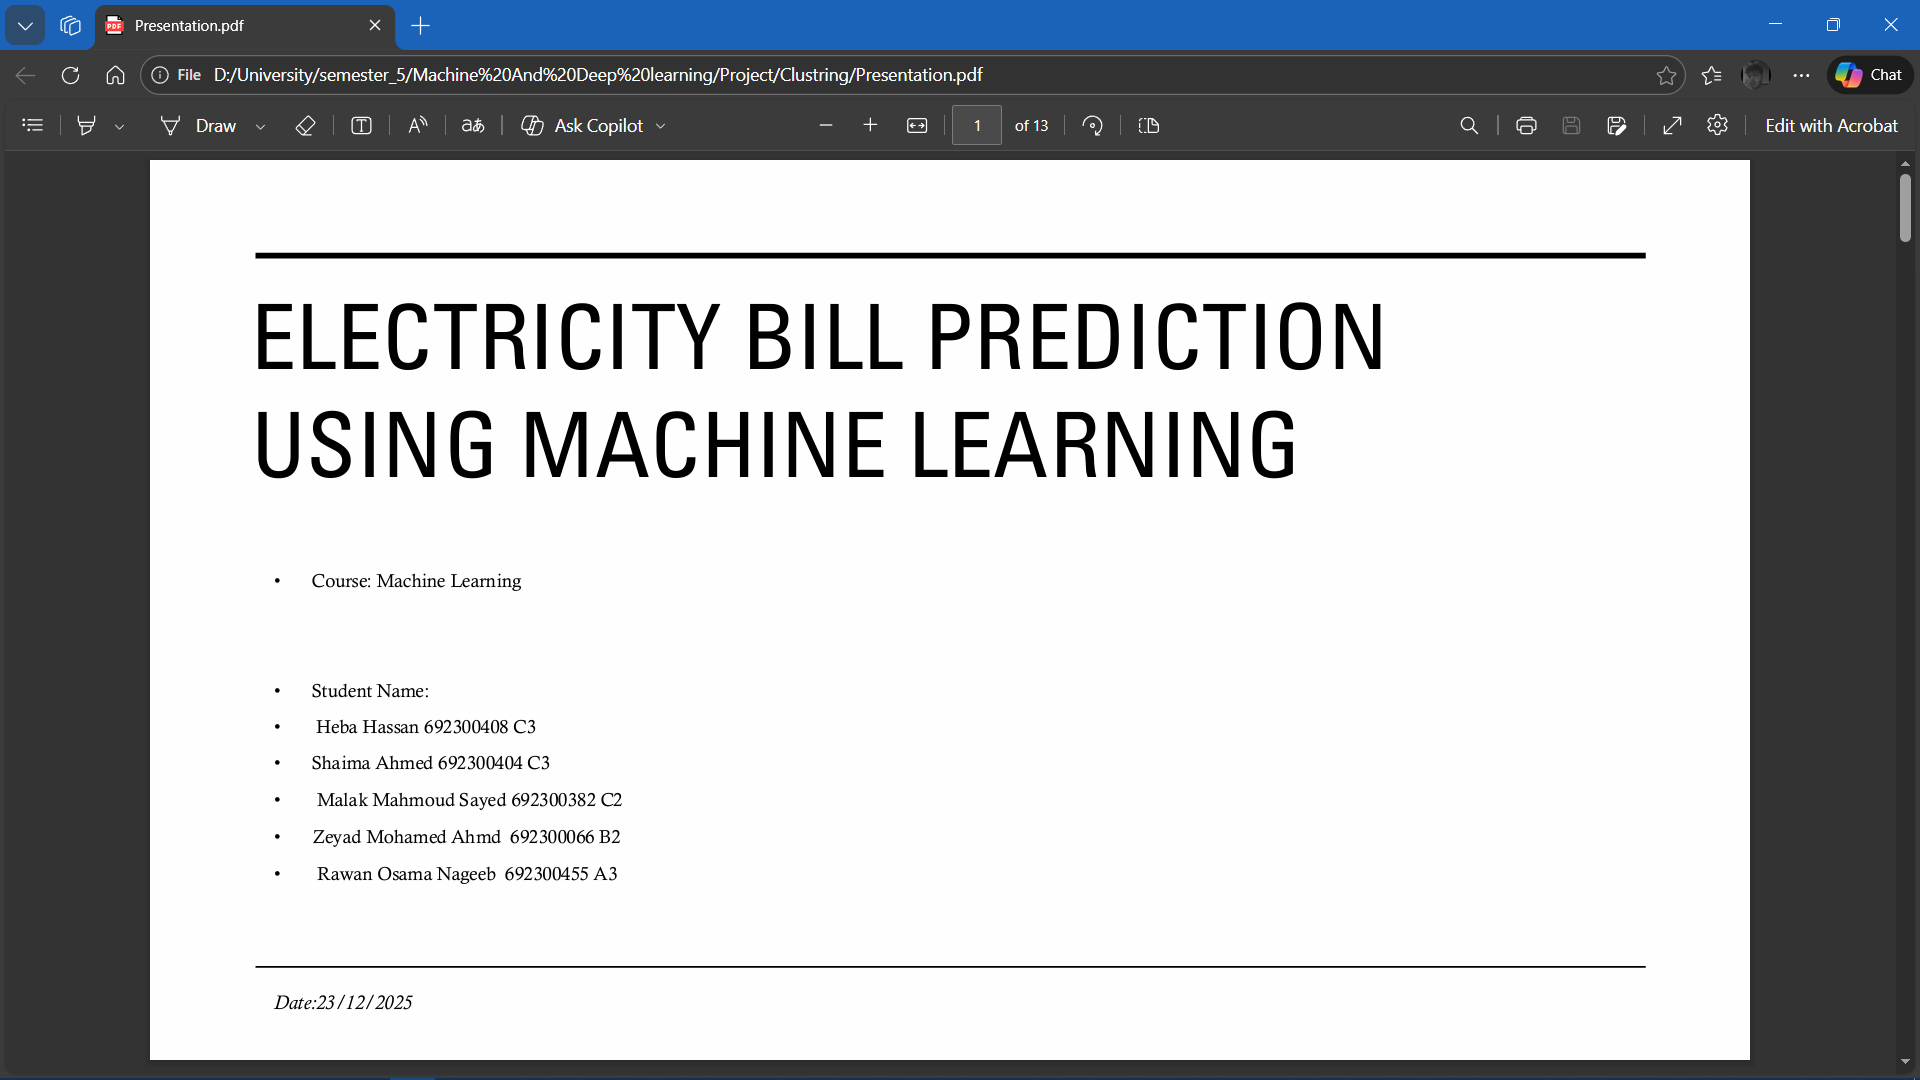 Presentation.pdf
File D:/University/semester_5/Machine%20And%20Deep%20learning/Project/Clustring/Presentation.pdf
Chat
Draw
aあ
Ask Copilot
1 of 13
Edit with Acrobat
ELECTRICITY BILL PREDICTION
USING MACHINE LEARNING
• Course: Machine Learning
• Student Name:
• Heba Hassan 692300408 C3
• Shaima Ahmed 692300404 C3
• Malak Mahmoud Sayed 692300382 C2
• Zeyad Mohamed Ahmd 692300066 B2
• Rawan Osama Nageeb 692300455 A3
Date:23/12/2025